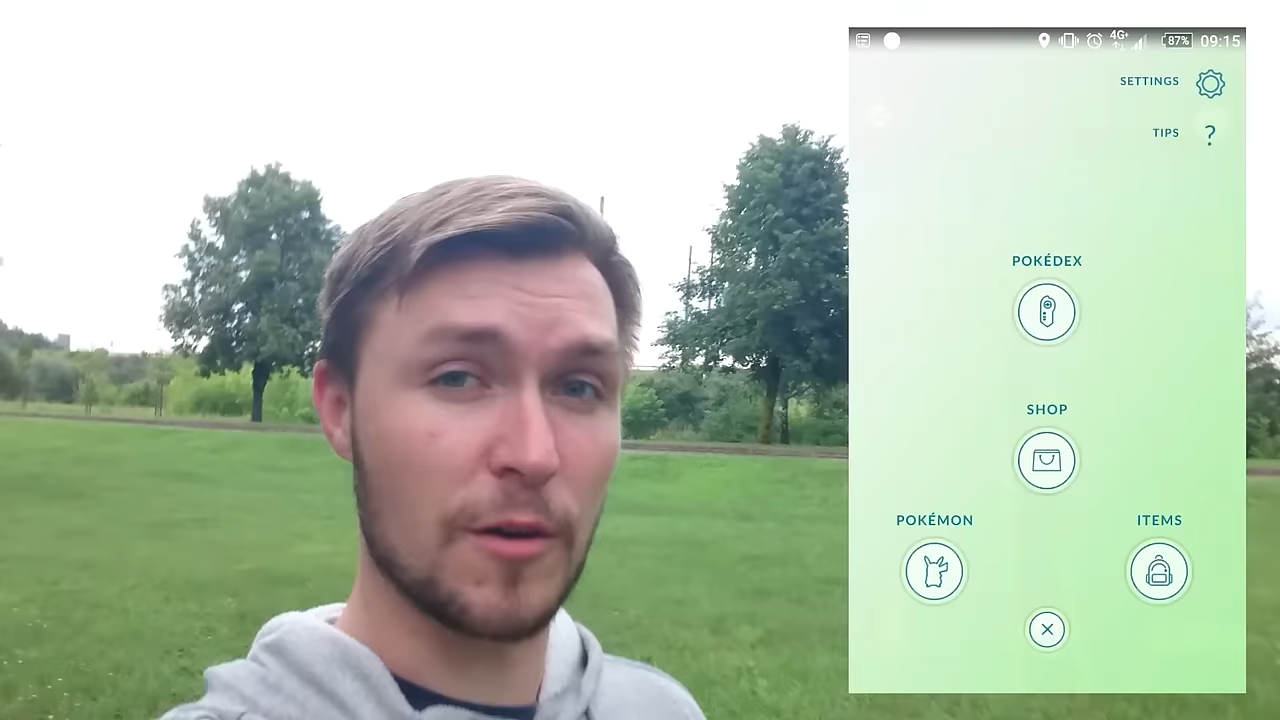 4G+
87% 09:15
SETTINGS
TIPS ?
POKÉDEX
SHOP
POKÉMON
ITEMS